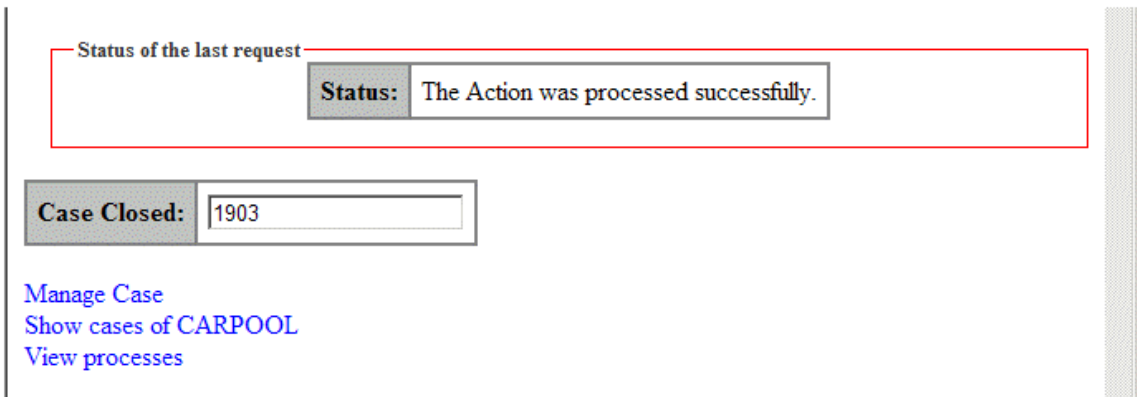 Status of the last request
Status: The Action was processed successfully.
Case Closed: 1903
Manage Case
Show cases of CARPOOL
View processes